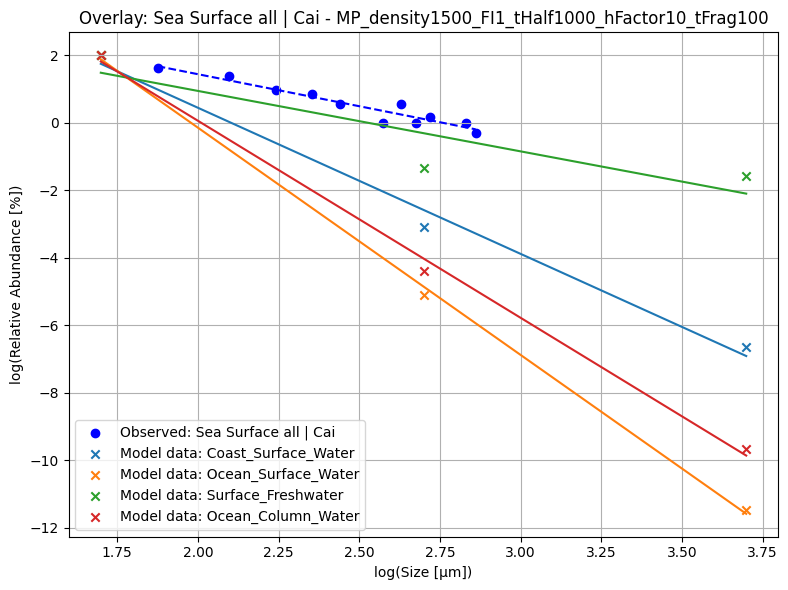 Overlay: Sea Surface all | Cai - MP_density1500_FI1_tHalf1000_hFactor10_tFrag100
log(Relative Abundance [%])
2
0
−2
−4
−6
−8
−10
−12
Observed: Sea Surface all | Cai
Model data: Coast_Surface_Water
Model data: Ocean_Surface_Water
Model data: Surface_Freshwater
Model data: Ocean_Column_Water
1.75 2.00 2.25 2.50 2.75 3.00 3.25 3.50 3.75
log(Size [μm])